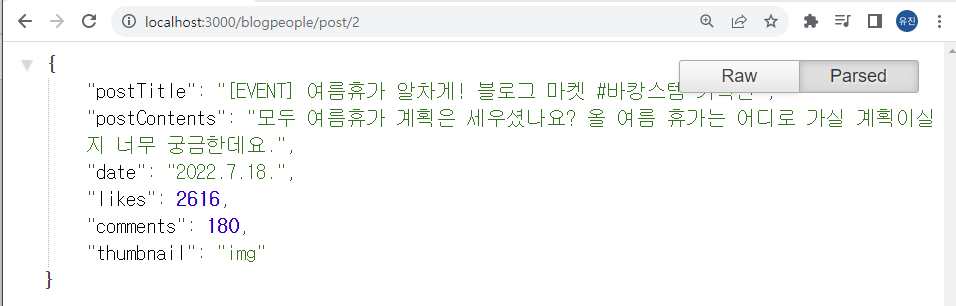 localhost:3000/blogpeople/post/2
유진
Raw Parsed
{
"postTitle": "[EVENT] 여름휴가 알차게! 블로그 마켓 #바캉스템
"postContents": "모두 여름휴가 계획은 세우셨나요? 올 여름 휴가는 어디로 가실 계획이실
지 너무 궁금한데요.",
"date": "2022.7.18.",
"likes": 2616,
"comments": 180,
"thumbnail": "img"
}